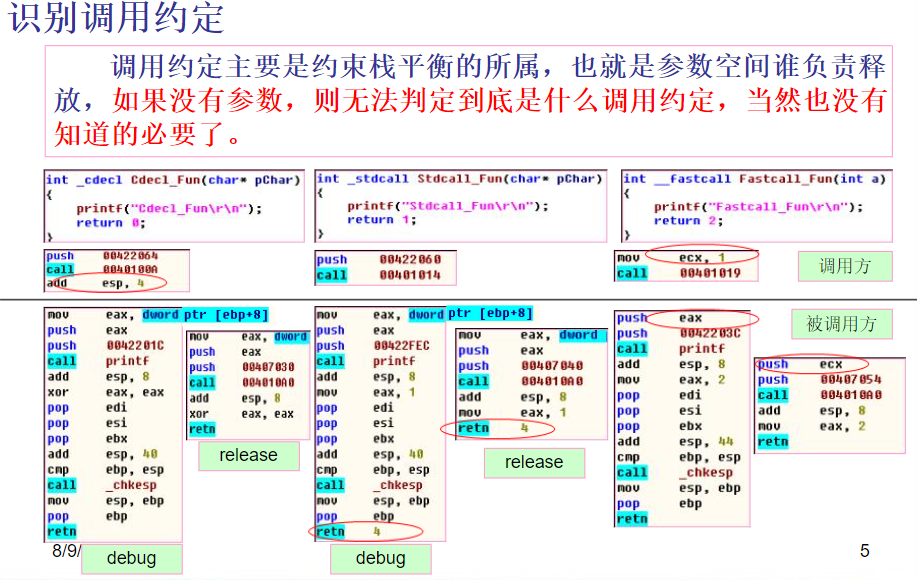 识别调用约定
调用约定主要是约束栈平衡的所属，也就是参数空间谁负责释
放，如果没有参数，则无法判定到底是什么调用约定，当然也没有
知道的必要了。
int _cdecl Cdecl_Fun(char* pChar)
{
printf("Cdecl_Fun\r\n");
return 0;
}
push 00422064
call 0040100A
add esp, 4
int _stdcall Stdcall_Fun(char* pChar)
{
printf("Stdcall_Fun\r\n");
return 1;
}
push 00422060
call 00401014
int __fastcall Fastcall_Fun(int a)
{
printf("Fastcall_Fun\r\n");
return 2;
}
mov ecx, 1
call 00401019
调用方
mov eax, dword ptr [ebp+8]
push eax
push 0042201C
call printf
add esp, 8
xor eax, eax
pop edi
pop esi
pop ebx
add esp, 40
cmp ebp, esp
call _chkesp
mov esp, ebp
pop ebp
retn
debug
mov eax, dword
push eax
push 00407030
call 004010A0
add esp, 8
xor eax, eax
retn
release
mov eax, dword ptr [ebp+8]
push eax
push 00422FEC
call printf
add esp, 8
mov eax, 1
pop edi
pop esi
pop ebx
add esp, 40
cmp ebp, esp
call _chkesp
mov esp, ebp
pop ebp
retn 4
debug
mov eax, dword
push eax
push 00407040
call 004010A0
add esp, 8
mov eax, 1
retn 4
release
被调用方
push eax
push 0042203C
call printf
add esp, 8
mov eax, 2
pop edi
pop esi
pop ebx
add esp, 44
cmp ebp, esp
call _chkesp
mov esp, ebp
pop ebp
retn
push ecx
push 00407054
call 004010A0
add esp, 8
mov eax, 2
retn
8/9/
5